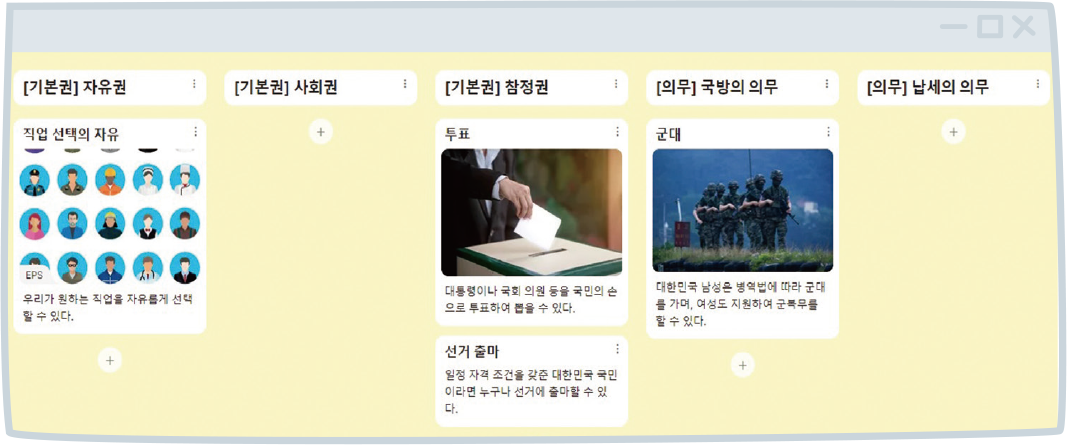 [기본권] 자유권
직업 선택의 자유
EPS
우리가 원하는 직업을 자유롭게 선택
할 수 있다.
[기본권] 사회권
[기본권] 참정권
투표
대통령이나 국회 의원 등을 국민의 손
으로 투표하여 뽑을 수 있다.
선거 출마
일정 자격 조건을 갖춘 대한민국 국민
이라면 누구나 선거에 출마할 수 있
다.
[의무] 국방의 의무
군대
대한민국 남성은 병역법에 따라 군대
를 가며, 여성도 지원하여 군복무를
할 수 있다.
[의무] 납세의 의무